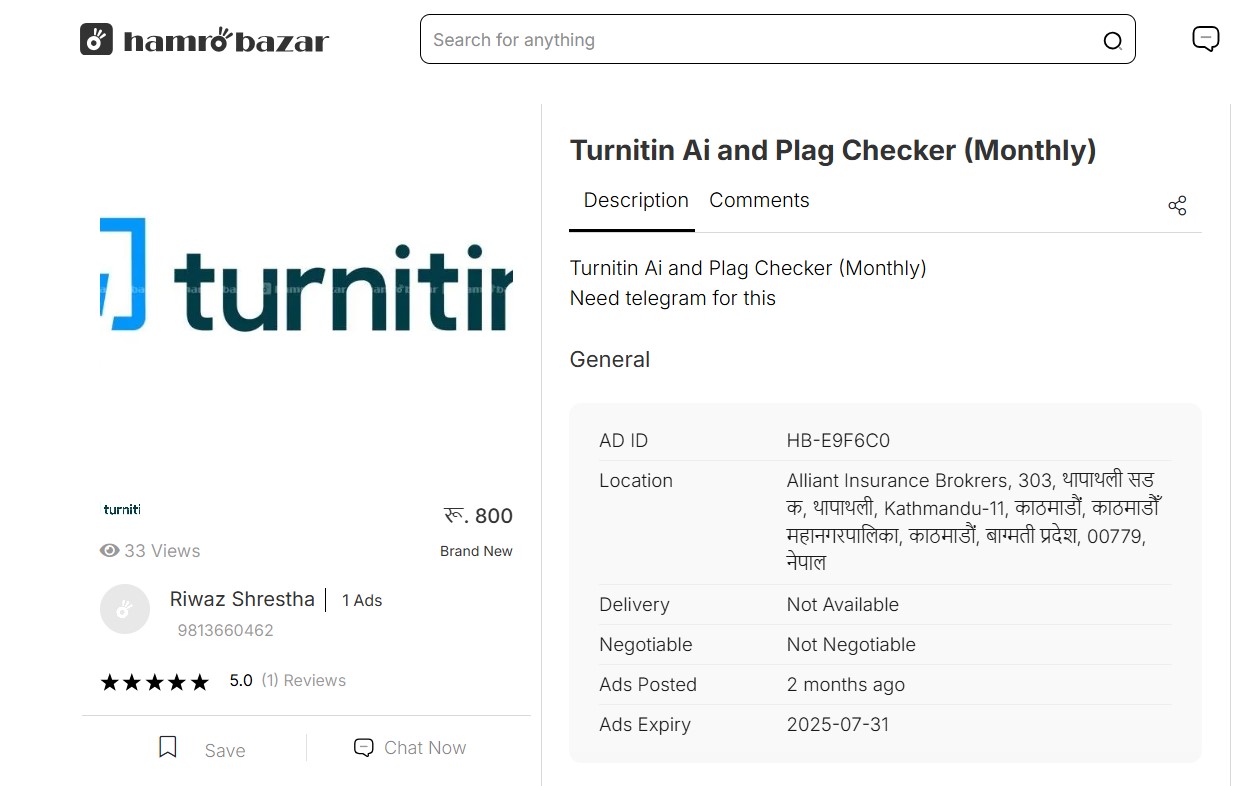 hamrobazar
Search for anything
turnitin
turniti
रू. 800
33 Views
Brand New
Riwaz Shrestha
1 Ads
9813660462
5.0 (1) Reviews
Save
Chat Now
Turnitin Ai and Plag Checker (Monthly)
Description Comments
Turnitin Ai and Plag Checker (Monthly)
Need telegram for this
General
AD ID HB-E9F6C0
Location Alliant Insurance Brokrers, 303, थापाथली सड
क, थापाथली, Kathmandu-11, काठमाडौं, काठमाडौँ
महानगरपालिका, काठमाडौं, बाग्मती प्रदेश, 00779,
नेपाल
Delivery Not Available
Negotiable Not Negotiable
Ads Posted 2 months ago
Ads Expiry 2025-07-31